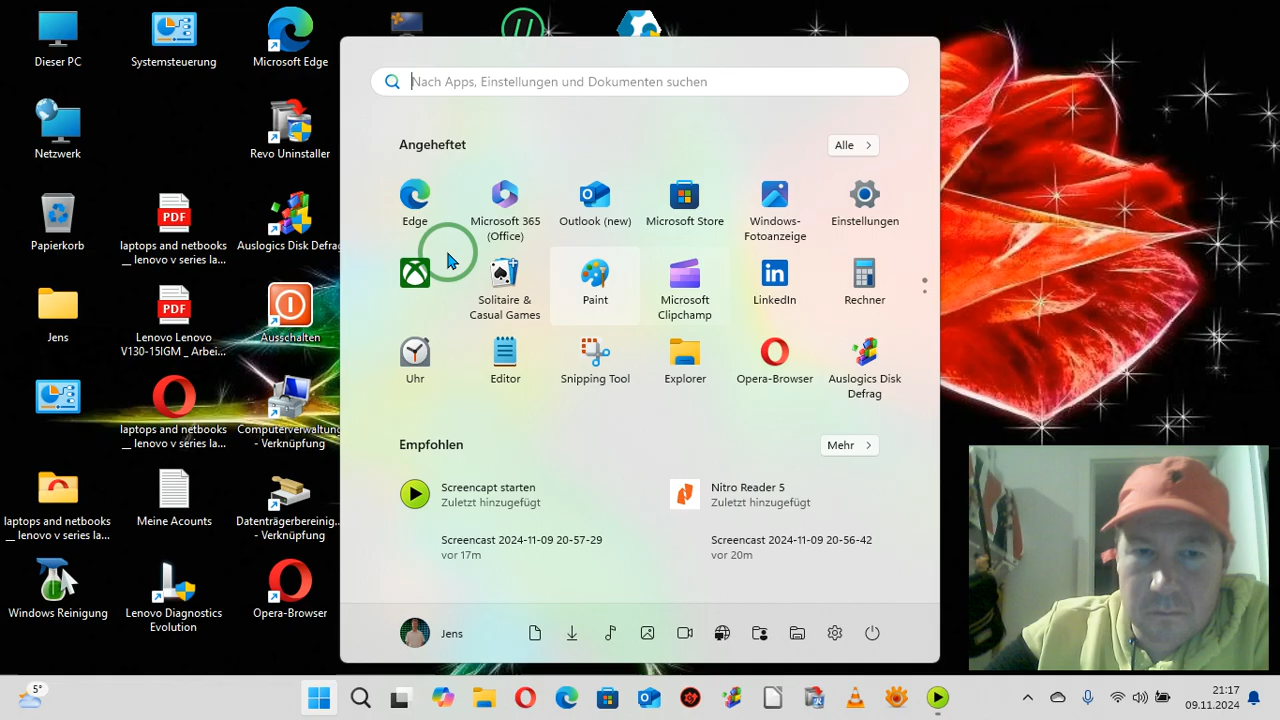 Dieser PC
Systemsteuerung
Microsoft Edge
Netzwerk
Revo Uninstaller
Papierkorb
laptops and netbooks
__ lenovo v series la...
Auslogics Disk Defrag
Jens
Lenovo Lenovo
V130-15IGM _ Arbei...
Ausschalten
laptops and netbooks
__ lenovo v series la...
Computerverwaltung
- Verknüpfung
laptops and netbooks
__ lenovo v series la...
Meine Acounts
Datenträgerbereinig...
- Verknüpfung
Windows Reinigung
Lenovo Diagnostics
Evolution
Opera-Browser
Nach Apps, Einstellungen und Dokumenten suchen
Angeheftet
Alle
Edge
Microsoft 365
(Office)
Outlook (new)
Microsoft Store
Windows-
Fotoanzeige
Einstellungen
Solitaire &
Casual Games
Paint
Microsoft
Clipchamp
LinkedIn
Rechner
Uhr
Editor
Snipping Tool
Explorer
Opera-Browser
Auslogics Disk
Defrag
Empfohlen
Mehr
Screencapt starten
Zuletzt hinzugefügt
Nitro Reader 5
Zuletzt hinzugefügt
Screencast 2024-11-09 20-57-29
vor 17m
Screencast 2024-11-09 20-56-42
vor 20m
Jens
5°
21:17
09.11.2024